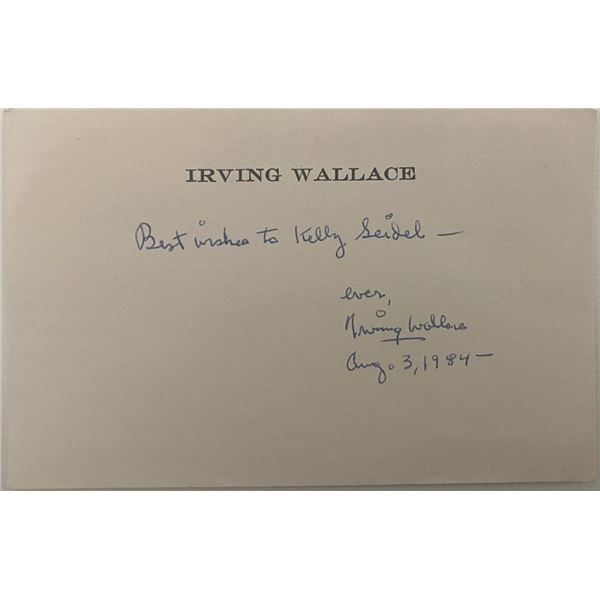 IRVING WALLACE
Best wishes to Kelly Seidel —
ever,
Irving Wallace
Aug. 3, 1984 —